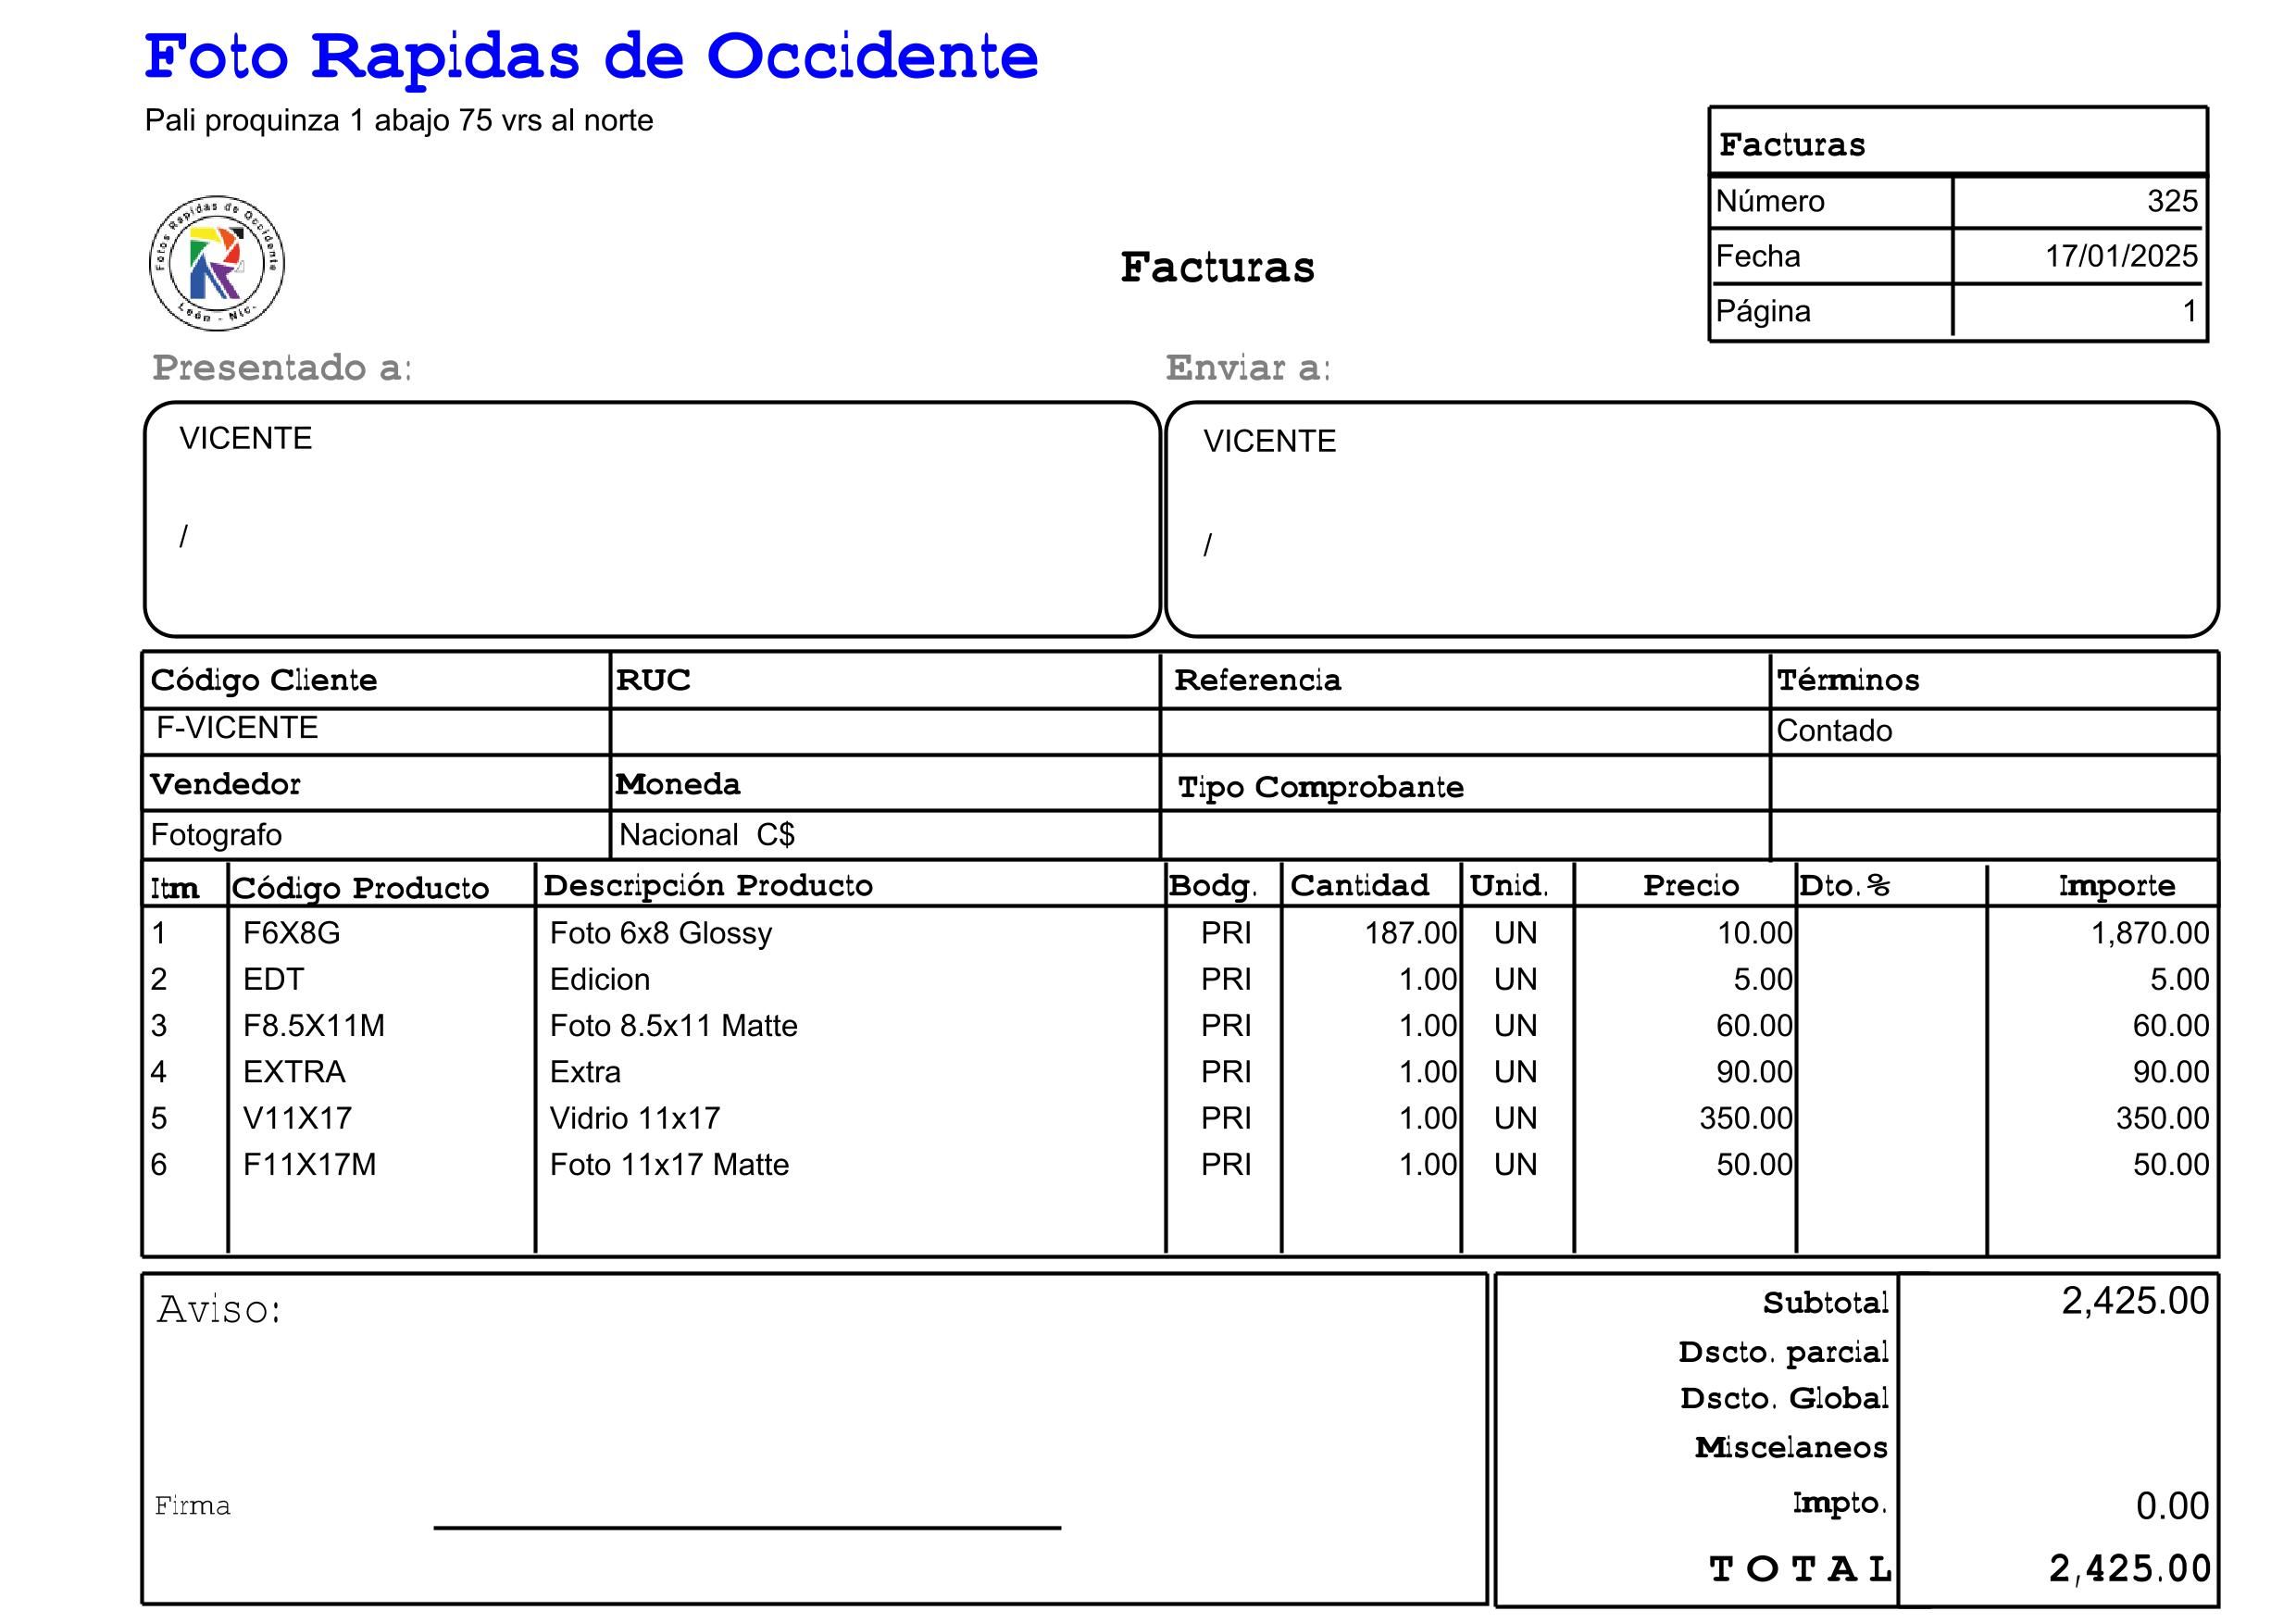 Foto Rapidas de Occidente
Pali proquinza 1 abajo 75 vrs al norte
Facturas
Número 325
Fecha 17/01/2025
Página 1
Fotos Rapidas de Occidente
León - Nic.
Facturas
Presentado a: Enviar a:
VICENTE VICENTE
/ /
Código Cliente RUC Referencia Términos
F-VICENTE Contado
Vendedor Moneda Tipo Comprobante
Fotografo Nacional C$
Itm Código Producto Descripción Producto Bodg. Cantidad Unid. Precio Dto.% Importe
1 F6X8G Foto 6x8 Glossy PRI 187.00 UN 10.00 1,870.00
2 EDT Edicion PRI 1.00 UN 5.00 5.00
3 F8.5X11M Foto 8.5x11 Matte PRI 1.00 UN 60.00 60.00
4 EXTRA Extra PRI 1.00 UN 90.00 90.00
5 V11X17 Vidrio 11x17 PRI 1.00 UN 350.00 350.00
6 F11X17M Foto 11x17 Matte PRI 1.00 UN 50.00 50.00
Aviso:
Subtotal 2,425.00
Dscto. parcial
Dscto. Global
Miscelaneos
Firma
Impto. 0.00
TOTAL 2,425.00